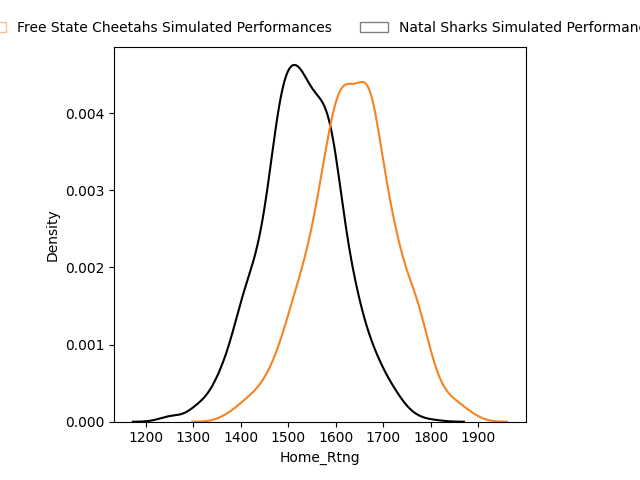 Free State Cheetahs Simulated Performances
Natal Sharks Simulated
0.004
0.003
0.002
0.001
0.000
Density
1200 1300 1400 1500 1600 1700 1800 1900
Home_Rtng